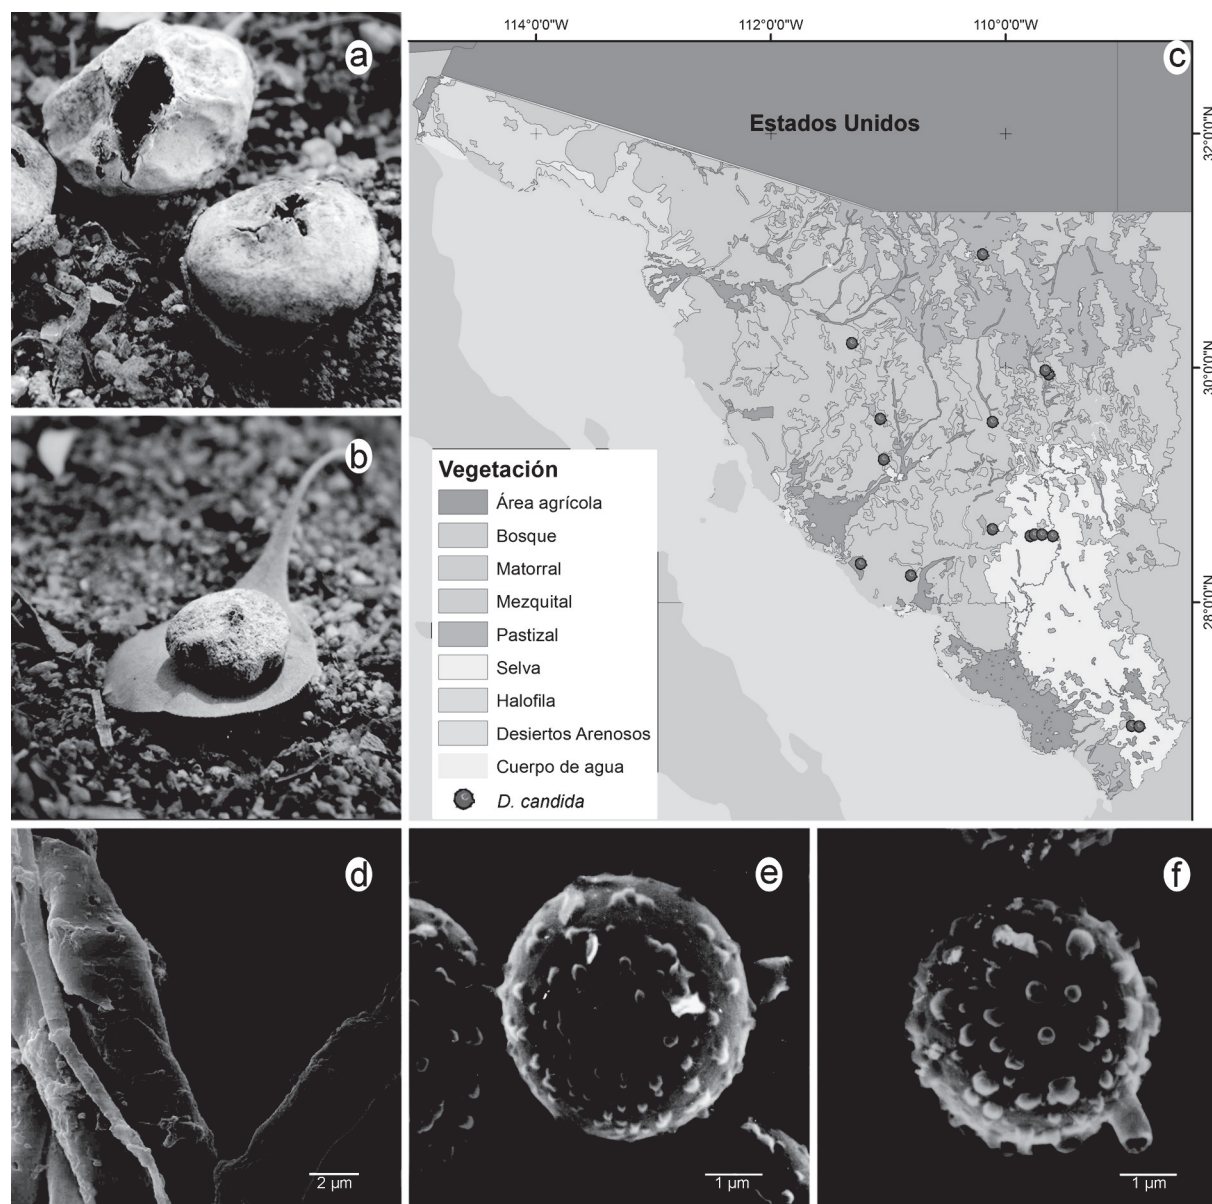 a
b
114°0'0"W
112°0'0"W
110°0'0"W
c
Estados Unidos
32°0'0"N
30°0'0"N
28°0'0"N
Vegetación
Área agrícola
Bosque
Matorral
Mezquital
Pastizal
Selva
Halofila
Desiertos Arenosos
Cuerpo de agua
D. candida
d
2 µm
e
1 µm
f
1 µm